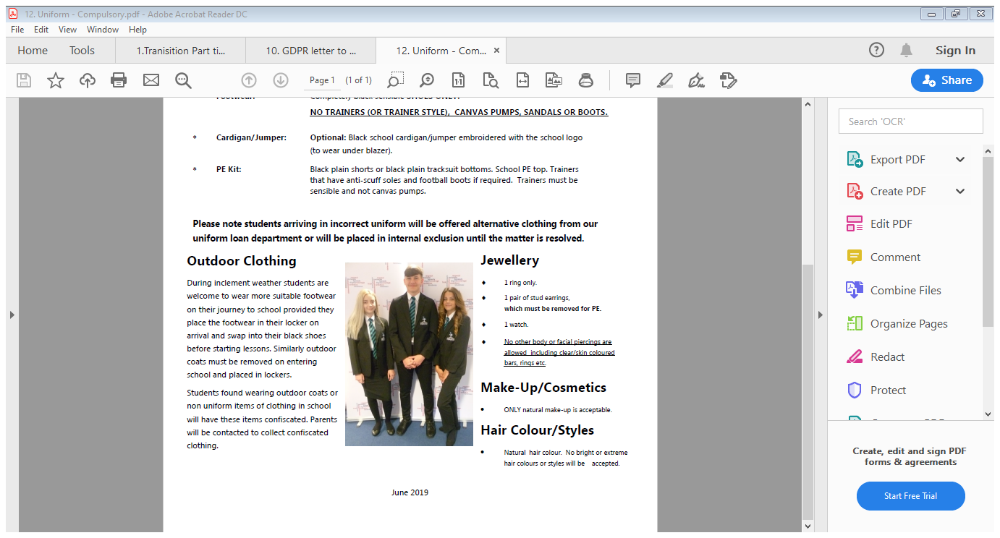 12. Uniform - Compulsory.pdf - Adobe Acrobat Reader DC
File Edit View Window Help
Home Tools 1.Tranisition Part ti... 10. GDPR letter to ... 12. Uniform - Com... ×
Sign In
Page 1 (1 of 1)
Share
Footwear: Completely black sensible SHOES ONLY.
NO TRAINERS (OR TRAINER STYLE), CANVAS PUMPS, SANDALS OR BOOTS.
* Cardigan/Jumper: Optional: Black school cardigan/jumper embroidered with the school logo
(to wear under blazer).
* PE Kit: Black plain shorts or black plain tracksuit bottoms. School PE top. Trainers
that have anti-scuff soles and football boots if required. Trainers must be
sensible and not canvas pumps.
Please note students arriving in incorrect uniform will be offered alternative clothing from our
uniform loan department or will be placed in internal exclusion until the matter is resolved.
Outdoor Clothing
During inclement weather students are
welcome to wear more suitable footwear
on their journey to school provided they
place the footwear in their locker on
arrival and swap into their black shoes
before starting lessons. Similarly outdoor
coats must be removed on entering
school and placed in lockers.
Students found wearing outdoor coats or
non uniform items of clothing in school
will have these items confiscated. Parents
will be contacted to collect confiscated
clothing.
Jewellery
♦ 1 ring only.
♦ 1 pair of stud earrings,
which must be removed for PE.
♦ 1 watch.
♦ No other body or facial piercings are
allowed including clear/skin coloured
bars, rings etc.
Make-Up/Cosmetics
• ONLY natural make-up is acceptable.
Hair Colour/Styles
• Natural hair colour. No bright or extreme
hair colours or styles will be accepted.
June 2019
Search 'OCR'
Export PDF
Create PDF
Edit PDF
Comment
Combine Files
Organize Pages
Redact
Protect
Create, edit and sign PDF
forms & agreements
Start Free Trial